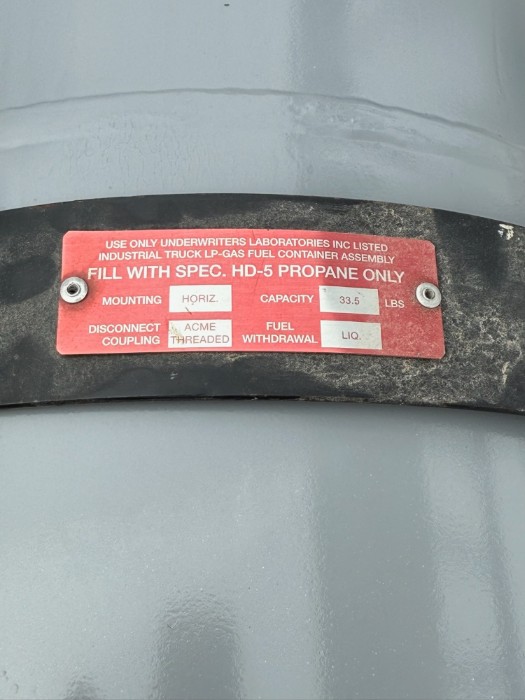 USE ONLY UNDERWRITERS LABORATORIES INC LISTED
INDUSTRIAL TRUCK LP-GAS FUEL CONTAINER ASSEMBLY
FILL WITH SPEC. HD-5 PROPANE ONLY
MOUNTING HORIZ. CAPACITY 33.5 LBS
DISCONNECT COUPLING ACME THREADED FUEL WITHDRAWAL LIQ.